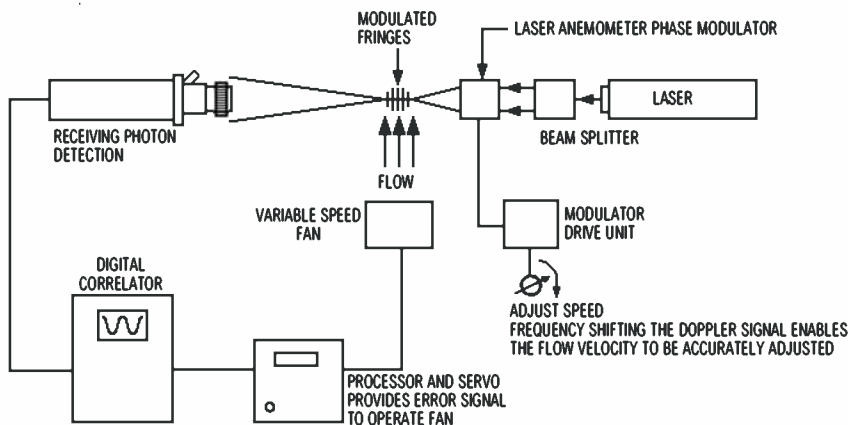 MODULATED
FRINGES
LASER ANEMOMETER PHASE MODULATOR
LASER
RECEIVING PHOTON
DETECTION
BEAM SPLITTER
FLOW
VARIABLE SPEED
FAN
MODULATOR
DRIVE UNIT
DIGITAL
CORRELATOR
ADJUST SPEED
FREQUENCY SHIFTING THE DOPPLER SIGNAL ENABLES
THE FLOW VELOCITY TO BE ACCURATELY ADJUSTED
PROCESSOR AND SERVO
PROVIDES ERROR SIGNAL
TO OPERATE FAN